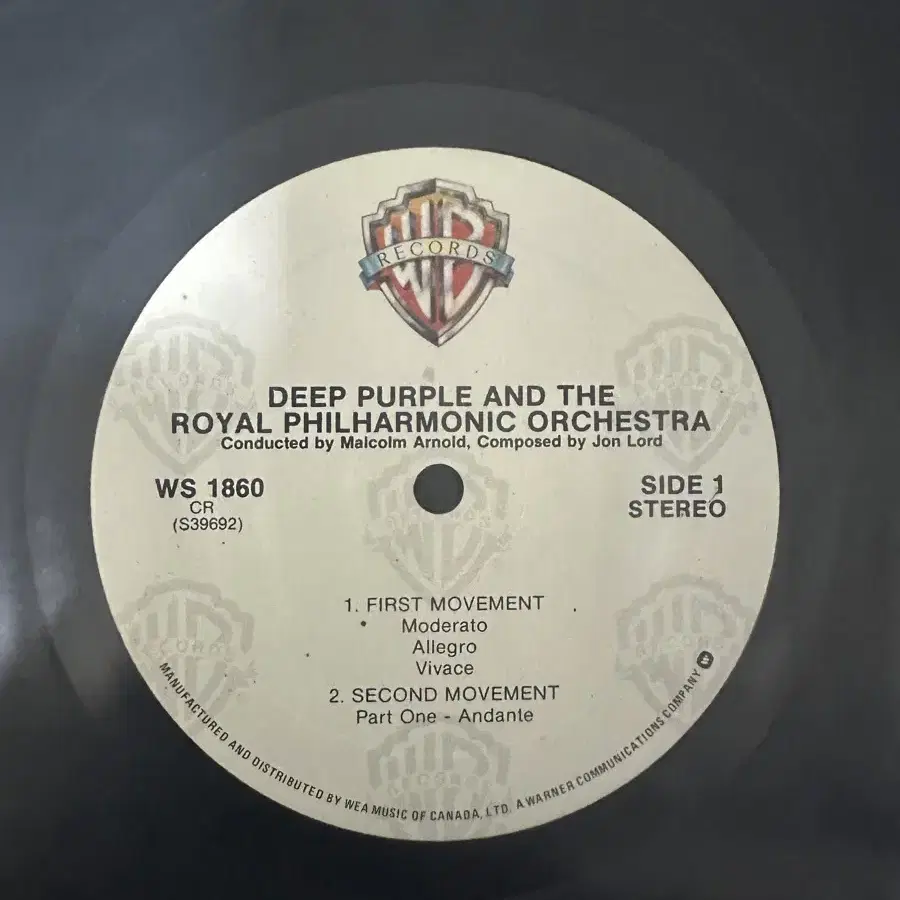 WB
RECORDS
DEEP PURPLE AND THE
ROYAL PHILHARMONIC ORCHESTRA
Conducted by Malcolm Arnold, Composed by Jon Lord
WS 1860
CR
(S39692)
SIDE 1
STEREO
1. FIRST MOVEMENT
Moderato
Allegro
Vivace
2. SECOND MOVEMENT
Part One - Andante
MANUFACTURED AND DISTRIBUTED BY WEA MUSIC OF CANADA, LTD. A WARNER COMMUNICATIONS COMPANY